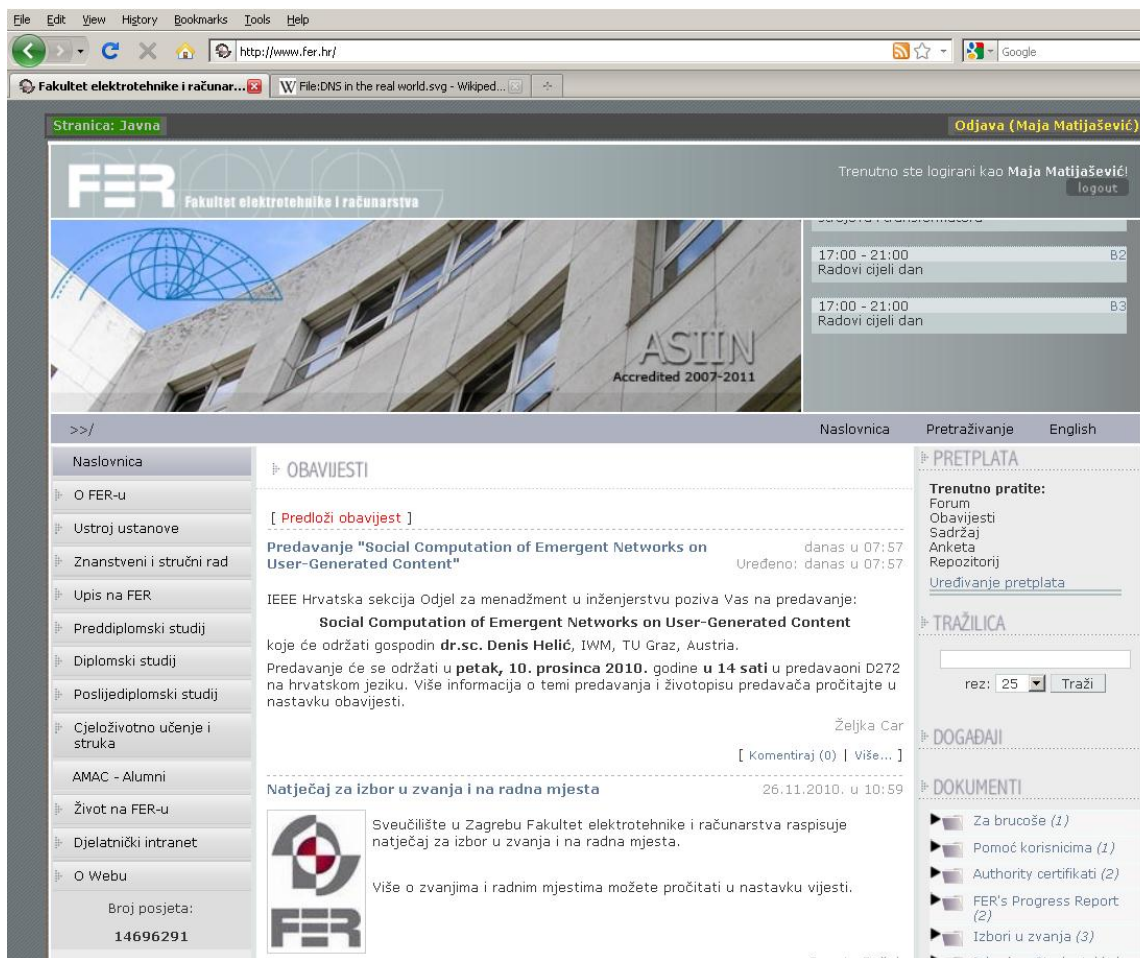 File Edit View History Bookmarks Tools Help
http://www.fer.hr/
Google
Fakultet elektrotehnike i računar...
File:DNS in the real world.svg - Wikiped...
Stranica: Javna
Odjava (Maja Matijašević)
FER
Fakultet elektrotehnike i računarstva
Trenutno ste logirani kao Maja Matijašević!
logout
17:00 - 21:00 B2
Radovi cijeli dan
17:00 - 21:00 B3
Radovi cijeli dan
ASIIN
Accredited 2007-2011
>>/
Naslovnica Pretraživanje English
Naslovnica
O FER-u
Ustroj ustanove
Znanstveni i stručni rad
Upis na FER
Preddiplomski studij
Diplomski studij
Poslijediplomski studij
Cjeloživotno učenje i
struka
AMAC - Alumni
Život na FER-u
Djelatnički intranet
O Webu
Broj posjeta:
14696291
OBAVIJESTI
[ Predloži obavijest ]
Predavanje "Social Computation of Emergent Networks on danas u 07:57
User-Generated Content" Uređeno: danas u 07:57
IEEE Hrvatska sekcija Odjel za menadžment u inženjerstvu poziva Vas na predavanje:
Social Computation of Emergent Networks on User-Generated Content
koje će održati gospodin dr.sc. Denis Helić, IWM, TU Graz, Austria.
Predavanje će se održati u petak, 10. prosinca 2010. godine u 14 sati u predavaoni D272
na hrvatskom jeziku. Više informacija o temi predavanja i životopisu predavača pročitajte u
nastavku obavijesti.
Željka Car
[ Komentiraj (0) | Više... ]
Natječaj za izbor u zvanja i na radna mjesta 26.11.2010. u 10:59
Sveučilište u Zagrebu Fakultet elektrotehnike i računarstva raspisuje
natječaj za izbor u zvanja i na radna mjesta.
Više o zvanjima i radnim mjestima možete pročitati u nastavku vijesti.
FER
PRETPLATA
Trenutno pratite:
Forum
Obavijesti
Sadržaj
Anketa
Repozitorij
Uređivanje pretplata
TRAŽILICA
rez: 25 Traži
DOGAĐAJI
DOKUMENTI
Za brucoše (1)
Pomoć korisnicima (1)
Authority certifikati (2)
FER's Progress Report
(2)
Izbori u zvanja (3)